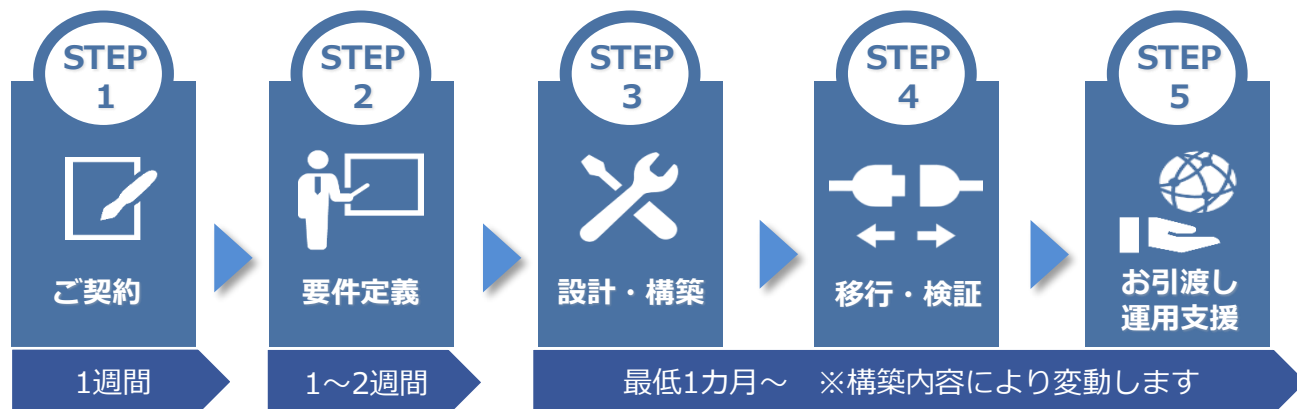 STEP
1
ご契約
1週間
STEP
2
要件定義
1～2週間
STEP
3
設計・構築
STEP
4
移行・検証
STEP
5
お引渡し
運用支援
最低1カ月～　※構築内容により変動します